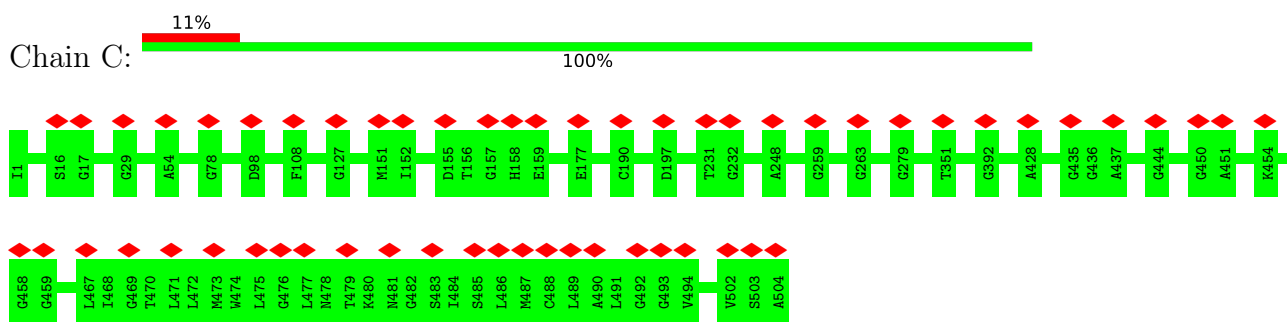 11%
Chain C:
100%
I1 S16 G17 G29 A54 G78 D98 F108 G127 M151 I152 D155 T156 G157 H158 E159 E177 C190 D197 T231 G232 A248 G259 G263 G279 T351 G392 A428 G435 G436 A437 G444 G450 A451 K454
G458 G459 L467 I468 G469 T470 L471 L472 M473 W474 L475 G476 L477 N478 T479 K480 N481 G482 S483 I484 S485 L486 M487 C488 L489 A490 L491 G492 G493 V494 V502 S503 A504